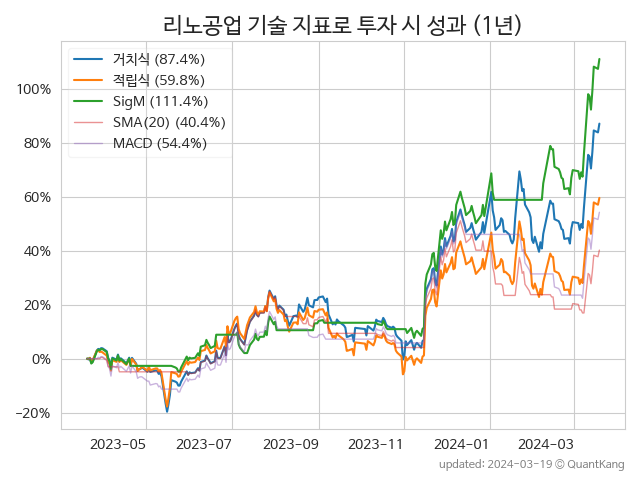 리노공업 기술 지표로 투자 시 성과 (1년)
거치식 (87.4%)
적립식 (59.8%)
SigM (111.4%)
SMA(20) (40.4%)
MACD (54.4%)
100%
80%
60%
40%
20%
0%
−20%
2023-05 2023-07 2023-09 2023-11 2024-01 2024-03
updated: 2024-03-19 ⓒ QuantKang